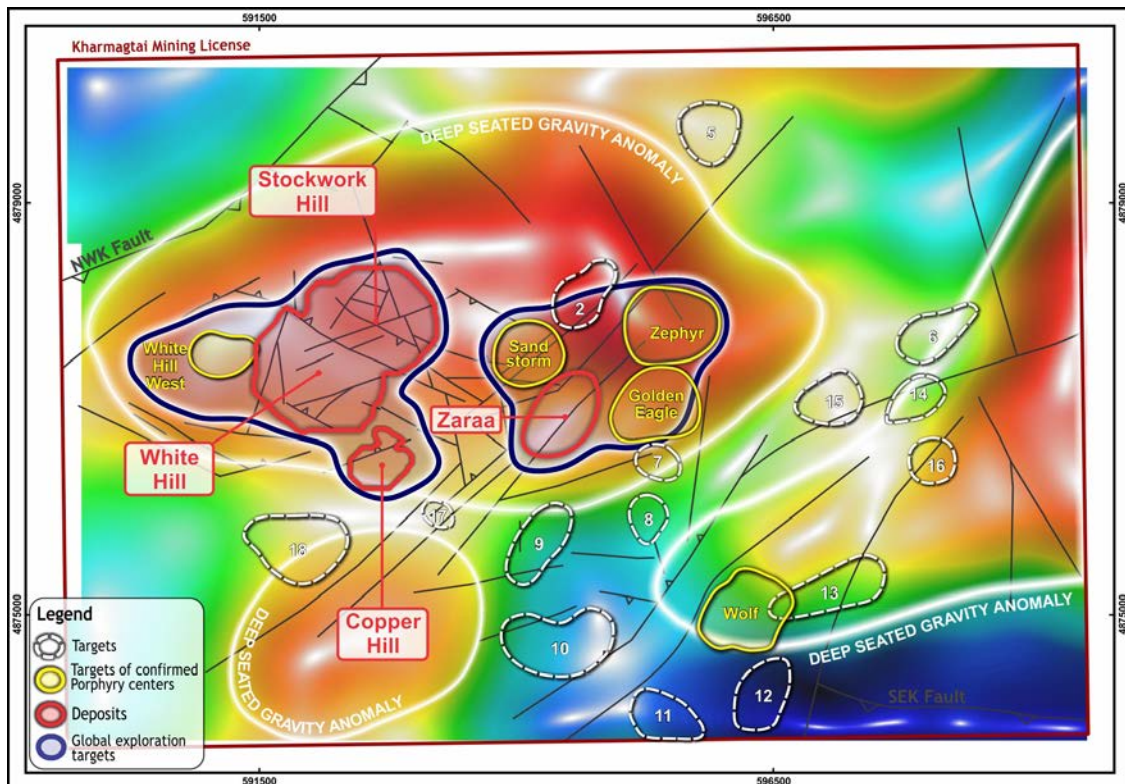 591500
596500
Kharmagtai Mining License
DEEP SEATED GRAVITY ANOMALY
5
Stockwork
Hill
4879000
4879000
NWK Fault
2
Zephyr
6
White
Hill
West
Sand
storm
Golden
Eagle
15
14
Zaraa
White
Hill
7
16
17
8
18
9
Copper
Hill
10
Wolf
13
DEEP SEATED GRAVITY ANOMALY
DEEP SEATED GRAVITY ANOMALY
4875000
4875000
11
12
SEK Fault
Legend
Targets
Targets of confirmed
Porphyry centers
Deposits
Global exploration
targets
591500
596500